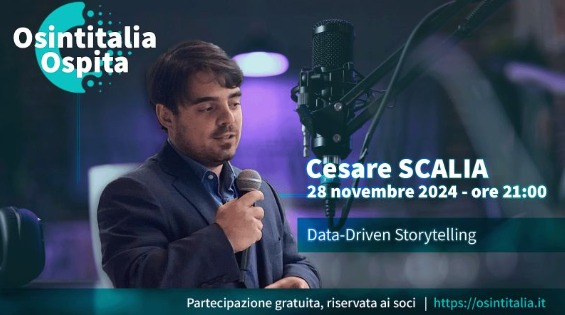 Osintitalia
Ospita
Cesare SCALIA
28 novembre 2024 - ore 21:00
Data-Driven Storytelling
Partecipazione gratuita, riservata ai soci | https://osintitalia.it